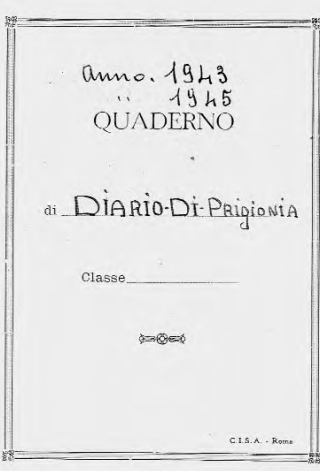 anno. 1943
" 1945
QUADERNO
di DIARIO-DI-PRIGIONIA
Classe
C.I.S.A. - Roma